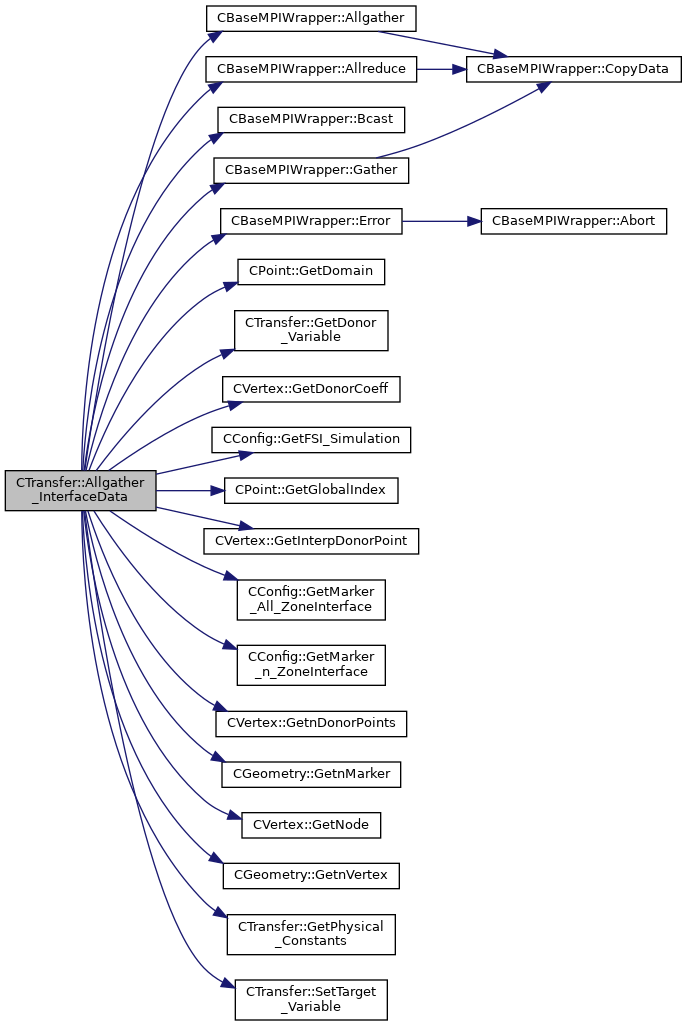 CBaseMPIWrapper::Allgather
CBaseMPIWrapper::Allreduce
CBaseMPIWrapper::CopyData
CBaseMPIWrapper::Bcast
CBaseMPIWrapper::Gather
CBaseMPIWrapper::Error
CBaseMPIWrapper::Abort
CPoint::GetDomain
CTransfer::GetDonor
_Variable
CVertex::GetDonorCoeff
CConfig::GetFSI_Simulation
CTransfer::Allgather
_InterfaceData
CPoint::GetGlobalIndex
CVertex::GetInterpDonorPoint
CConfig::GetMarker
_All_ZoneInterface
CConfig::GetMarker
_n_ZoneInterface
CVertex::GetnDonorPoints
CGeometry::GetnMarker
CVertex::GetNode
CGeometry::GetnVertex
CTransfer::GetPhysical
_Constants
CTransfer::SetTarget
_Variable